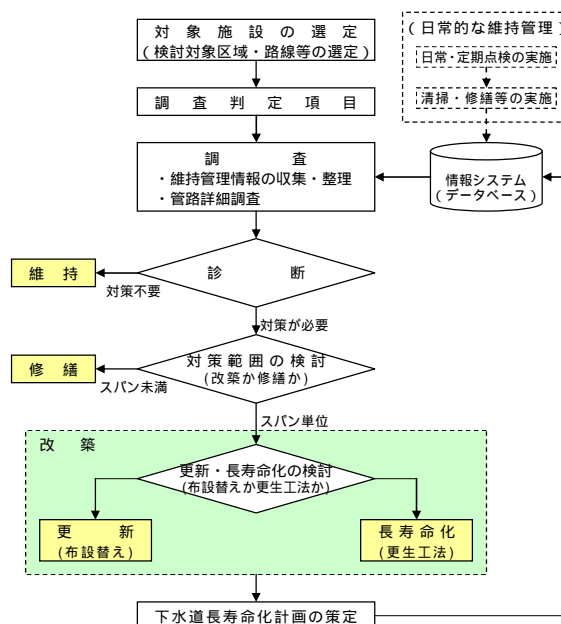 対象施設の選定
(検討対象区域・路線等の選定)
(日常的な維持管理)
日常・定期点検の実施
清掃・修繕等の実施
調査判定項目
調査
・維持管理情報の収集・整理
・管路詳細調査
情報システム
(データベース)
診断
維持
対策不要
対策が必要
対策範囲の検討
(改築か修繕か)
修繕
スパン未満
スパン単位
改築
更新・長寿命化の検討
(布設替えか更生工法か)
更新
(布設替え)
長寿命化
(更生工法)
下水道長寿命化計画の策定